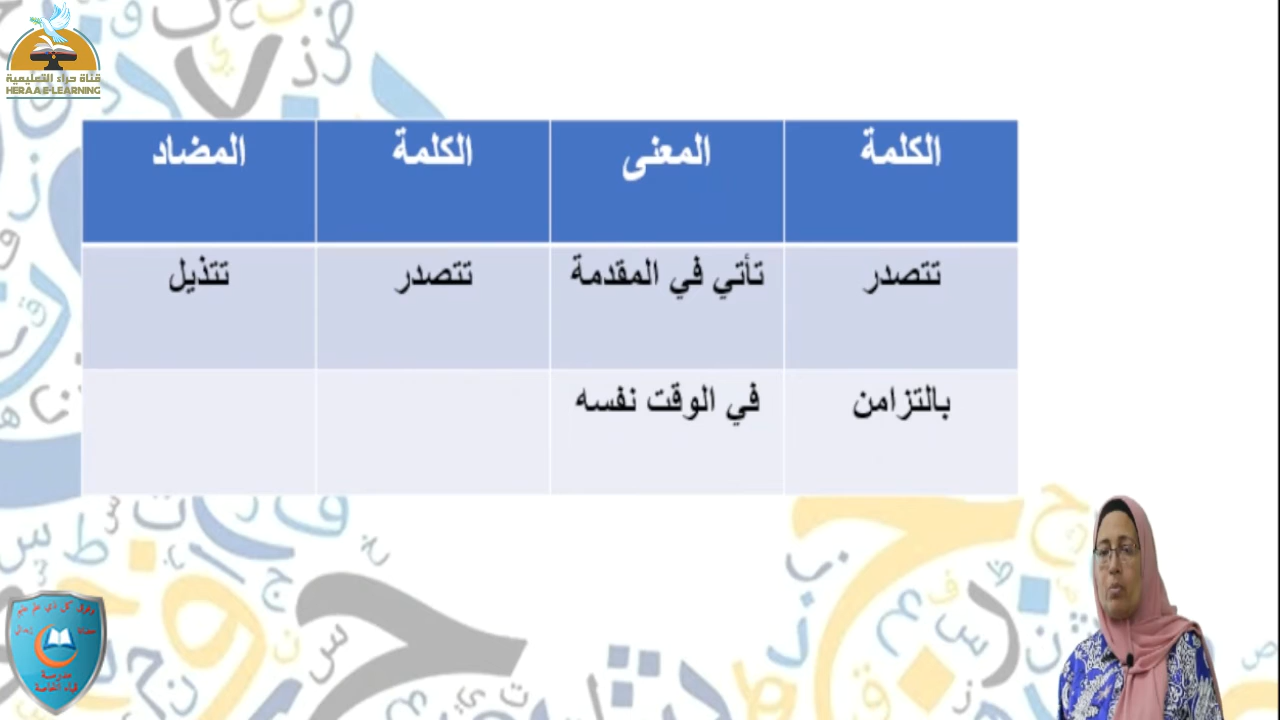 قناة حراء التعليمية
HERAA E-LEARNING
الكلمة المعنى الكلمة المضاد
تتصدر تأتي في المقدمة تتصدر تتذيل
بالتزامن في الوقت نفسه
مدرسة